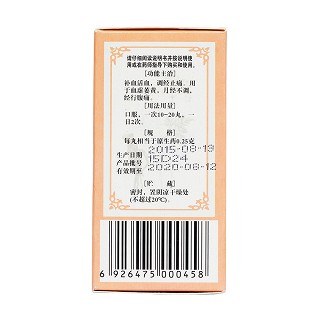 请仔细阅读说明书并按说明使
用或在药师指导下购买和使用。
[功能主治]
补血活血，调经止痛。用
于血虚萎黄，月经不调，
经行腹痛。
[用法用量]
口服，一次10~20丸，一
日2次。
[规 格]
每丸相当于原生药0.25克
生产日期 2015-08-13
产品批号 15D24
有效期至 2020-08-12
[贮 藏]
密封，置阴凉干燥处
(不超过20℃)。
6 926475 000458